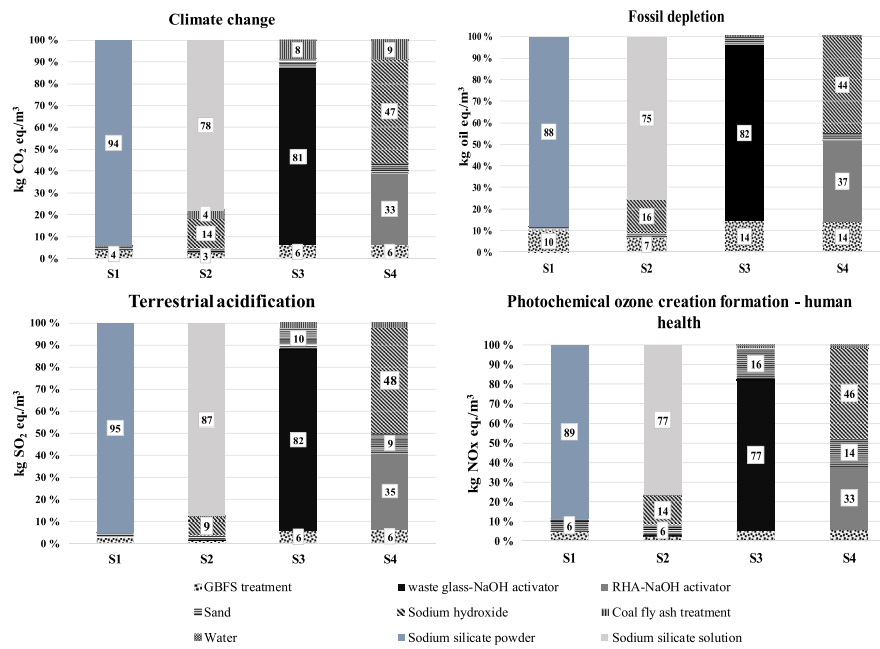 Climate change
kg CO₂ eq./m³
100 %
90 %
80 %
70 %
60 %
50 %
40 %
30 %
20 %
10 %
0 %
94
4
78
4
14
3
8
81
6
9
47
33
6
S1
S2
S3
S4
Fossil depletion
kg oil eq./m³
100 %
90 %
80 %
70 %
60 %
50 %
40 %
30 %
20 %
10 %
0 %
88
10
75
16
7
82
14
44
37
14
S1
S2
S3
S4
Terrestrial acidification
kg SO₂ eq./m³
100 %
90 %
80 %
70 %
60 %
50 %
40 %
30 %
20 %
10 %
0 %
95
87
9
10
82
6
48
9
35
6
S1
S2
S3
S4
Photochemical ozone creation formation - human
health
kg NOx eq./m³
100 %
90 %
80 %
70 %
60 %
50 %
40 %
30 %
20 %
10 %
0 %
89
6
77
14
6
16
77
46
14
33
S1
S2
S3
S4
GBFS treatment
waste glass-NaOH activator
RHA-NaOH activator
Sand
Sodium hydroxide
Coal fly ash treatment
Water
Sodium silicate powder
Sodium silicate solution